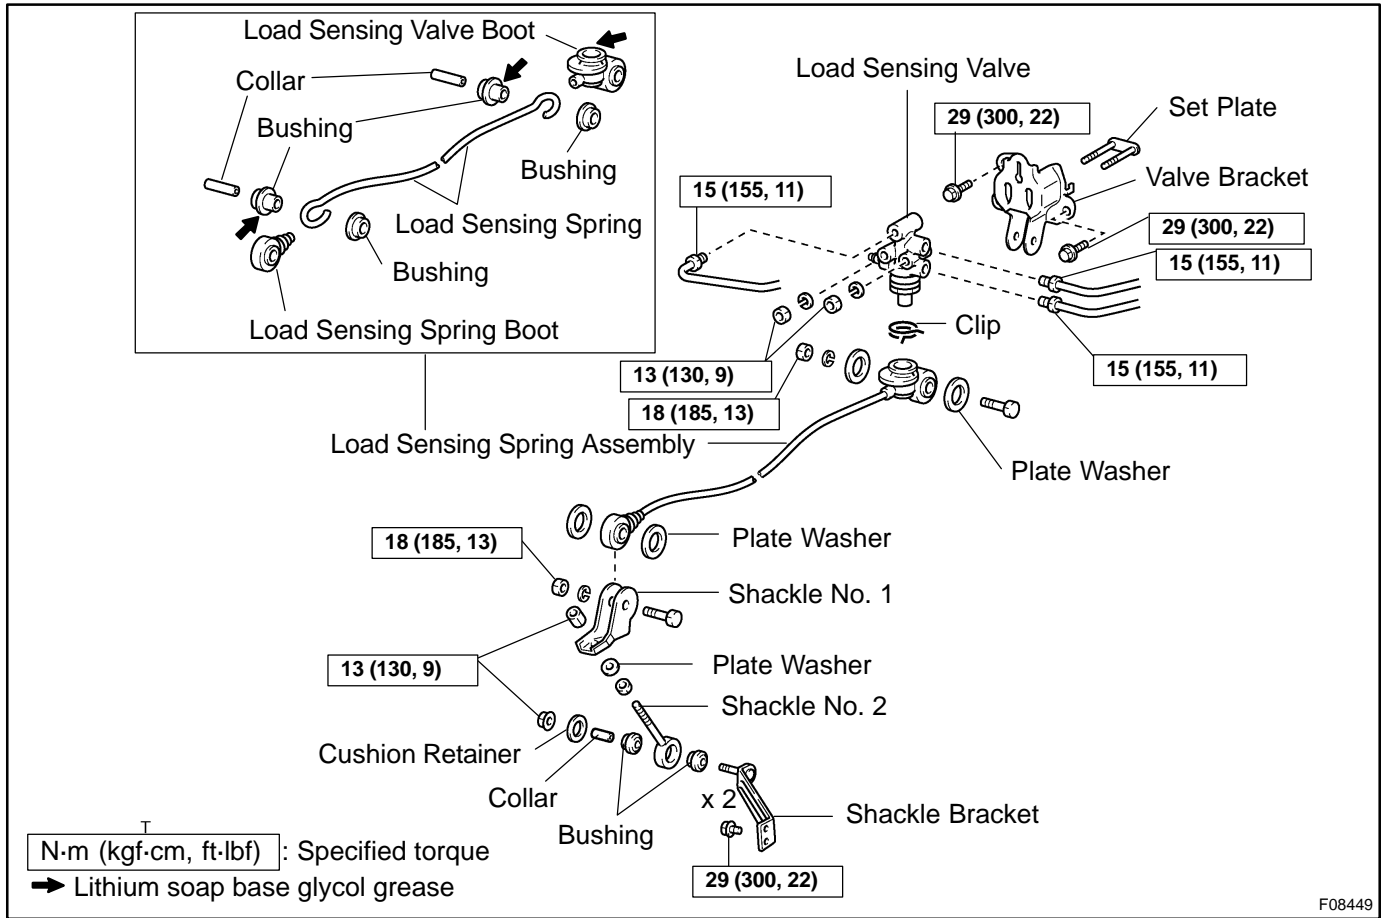 Load Sensing Valve Boot
Collar
Bushing
Bushing
Load Sensing Spring
Bushing
Load Sensing Spring Boot
Load Sensing Valve
29 (300, 22)
Set Plate
Valve Bracket
15 (155, 11)
29 (300, 22)
15 (155, 11)
Clip
13 (130, 9)
15 (155, 11)
18 (185, 13)
Load Sensing Spring Assembly
Plate Washer
18 (185, 13)
Plate Washer
Shackle No. 1
13 (130, 9)
Plate Washer
Shackle No. 2
Cushion Retainer
Collar
x 2
Shackle Bracket
Bushing
T
N·m (kgf·cm, ft·lbf) : Specified torque
29 (300, 22)
Lithium soap base glycol grease
F08449